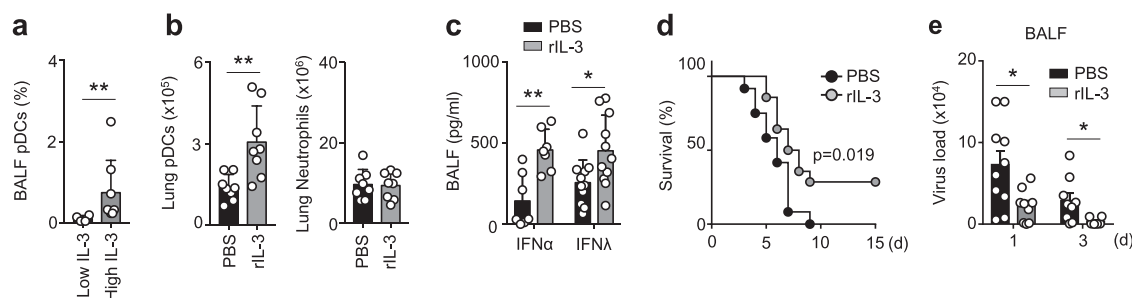 a
BALF pDCs (%)
4
2
0
**
Low IL-3
High IL-3
b
Lung pDCs (x10⁵)
6
3
0
**
PBS
rIL-3
Lung Neutrophils (x10⁶)
40
20
0
PBS
rIL-3
c
PBS
rIL-3
BALF (pg/ml)
1000
500
0
**
*
IFNα
IFNλ
d
Survival (%)
100
50
0
PBS
rIL-3
p=0.019
0
5
10
15 (d)
e
BALF
PBS
rIL-3
Virus load (x10⁴)
20
10
0
*
*
1
3
(d)